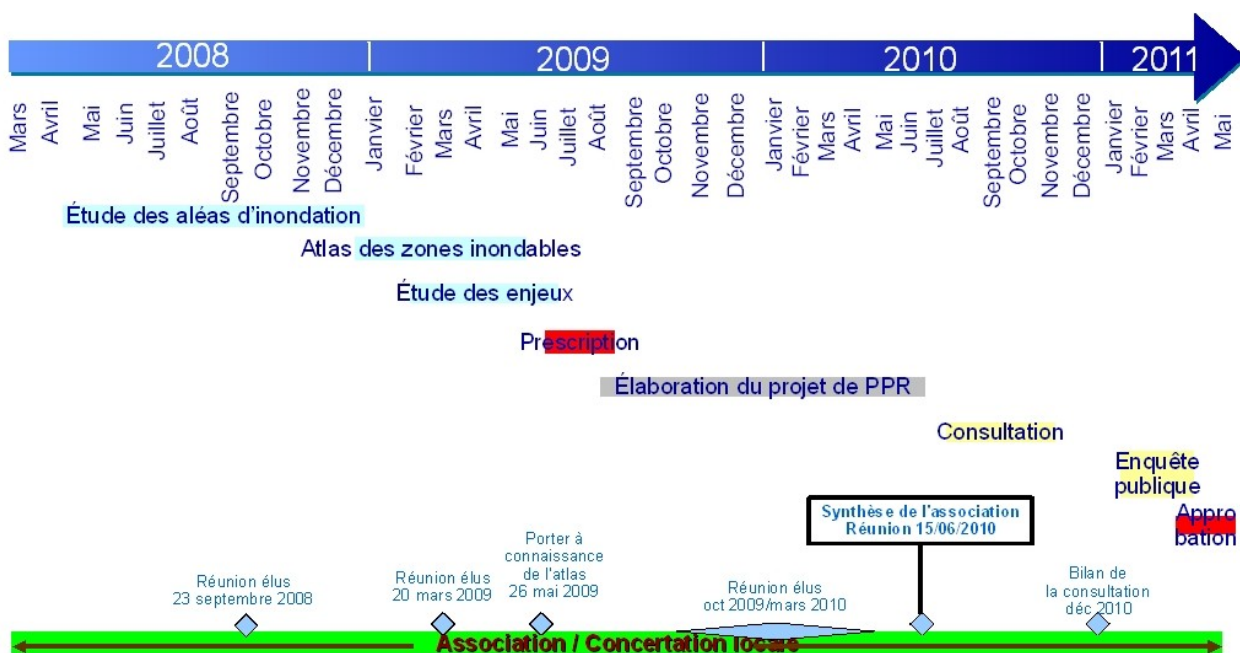 2008 2009 2010 2011
Mars Avril Mai Juin Juillet Août Septembre Octobre Novembre Décembre Janvier Février Mars Avril Mai Juin Juillet Août Septembre Octobre Novembre Décembre Janvier Février Mars Avril Mai Juin Juillet Août Septembre Octobre Novembre Décembre Janvier Février Mars Avril Mai
Étude des aléas d'inondation
Atlas des zones inondables
Étude des enjeux
Prescription
Élaboration du projet de PPR
Consultation
Enquête
publique
Appro
bation
Synthèse de l'association
Réunion 15/06/2010
Réunion élus
23 septembre 2008
Réunion élus
20 mars 2009
Porter à
connaissance
de l'atlas
26 mai 2009
Réunion élus
oct 2009/mars 2010
Bilan de
la consultation
déc 2010
Association / Concertation locale